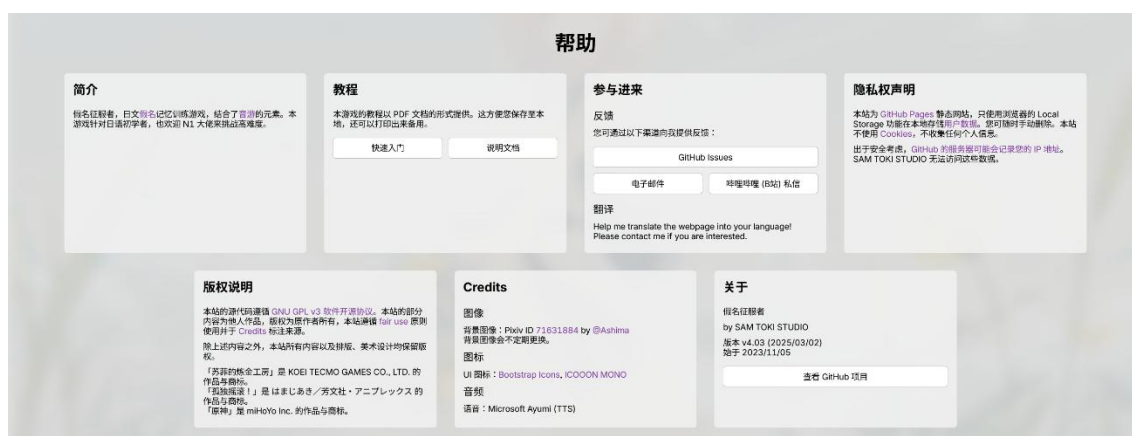 帮助
简介
假名征服者，日文假名记忆训练游戏，结合了音游的元素。本
游戏针对日语初学者，也欢迎 N1 大佬来挑战高难度。
教程
本游戏的教程以 PDF 文档的形式提供。这方便您保存至本
地，还可以打印出来备用。
快速入门
说明文档
参与进来
反馈
您可通过以下渠道向我提供反馈：
GitHub Issues
电子邮件
哔哩哔哩 (B站) 私信
翻译
Help me translate the webpage into your language!
Please contact me if you are interested.
隐私权声明
本站为 GitHub Pages 静态网站，只使用浏览器的 Local
Storage 功能在本地存储用户数据。您可随时手动删除。本站
不使用 Cookies，不收集任何个人信息。
出于安全考虑，GitHub 的服务器可能会记录您的 IP 地址。
SAM TOKI STUDIO 无法访问这些数据。
版权说明
本站的源代码遵循 GNU GPL v3 软件开源协议。本站的部分
内容为他人作品，版权为原作者所有，本站遵循 fair use 原则
使用并于 Credits 标注来源。
除上述内容之外，本站所有内容以及排版、美术设计均保留版
权。
「苏菲的炼金工房」是 KOEI TECMO GAMES CO., LTD. 的
作品与商标。
「孤独摇滚！」是 はまじあき／芳文社・アニプレックス 的
作品与商标。
「原神」是 miHoYo Inc. 的作品与商标。
Credits
图像
背景图像：Pixiv ID 71631884 by @Ashima
背景图像会不定期更换。
图标
UI 图标：Bootstrap Icons, ICOOON MONO
音频
语音：Microsoft Ayumi (TTS)
关于
假名征服者
by SAM TOKI STUDIO
版本 v4.03 (2025/03/02)
始于 2023/11/05
查看 GitHub 项目